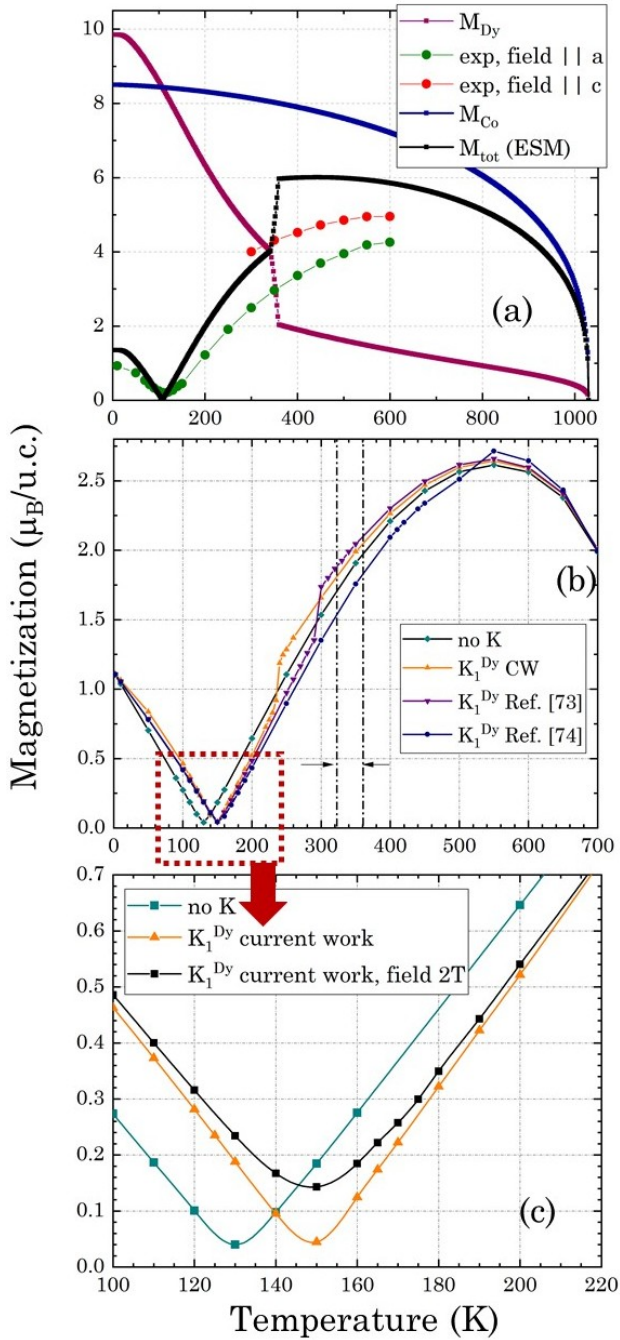 10
8
6
4
2
0
M_Dy
exp, field || a
exp, field || c
M_Co
M_tot (ESM)
(a)
0 200 400 600 800 1000
Magnetization (μ_B/u.c.)
2.5
2.0
1.5
1.0
0.5
0.0
(b)
no K
K_1^Dy CW
K_1^Dy Ref. [73]
K_1^Dy Ref. [74]
0 100 200 300 400 500 600 700
0.7
0.6
0.5
0.4
0.3
0.2
0.1
0.0
no K
K_1^Dy current work
K_1^Dy current work, field 2T
(c)
100 120 140 160 180 200 220
Temperature (K)